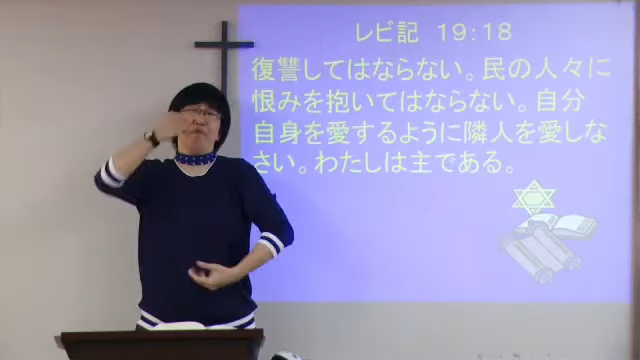 レビ記 19:18
復讐してはならない。民の人々に
恨みを抱いてはならない。自分
自身を愛するように隣人を愛しな
さい。わたしは主である。